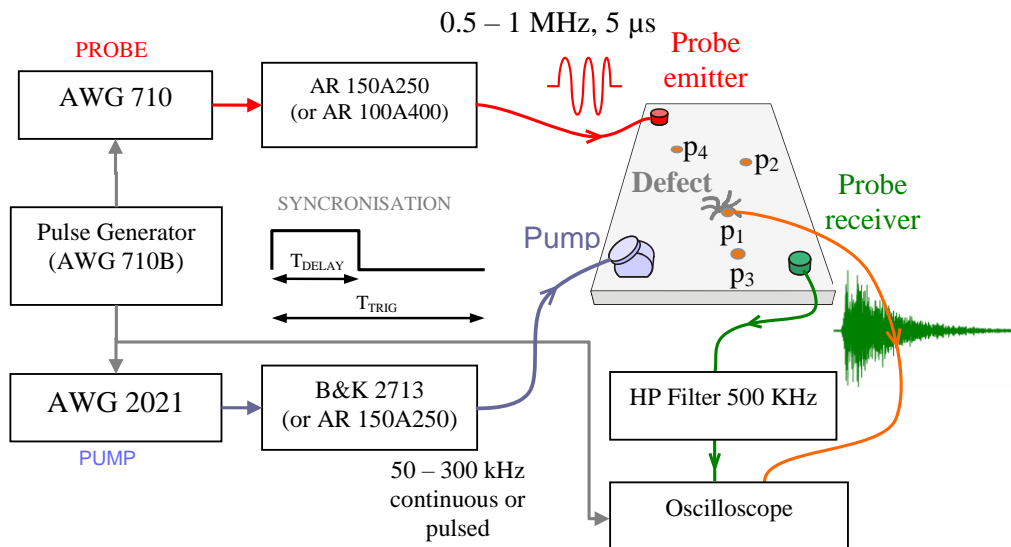 0.5 – 1 MHz, 5 µs
PROBE
AWG 710
AR 150A250
(or AR 100A400)
Probe
emitter
p4
p2
Defect
p1
p3
Probe
receiver
SYNCRONISATION
TDELAY
TTRIG
Pulse Generator
(AWG 710B)
Pump
AWG 2021
PUMP
B&K 2713
(or AR 150A250)
50 – 300 kHz
continuous or
pulsed
HP Filter 500 KHz
Oscilloscope